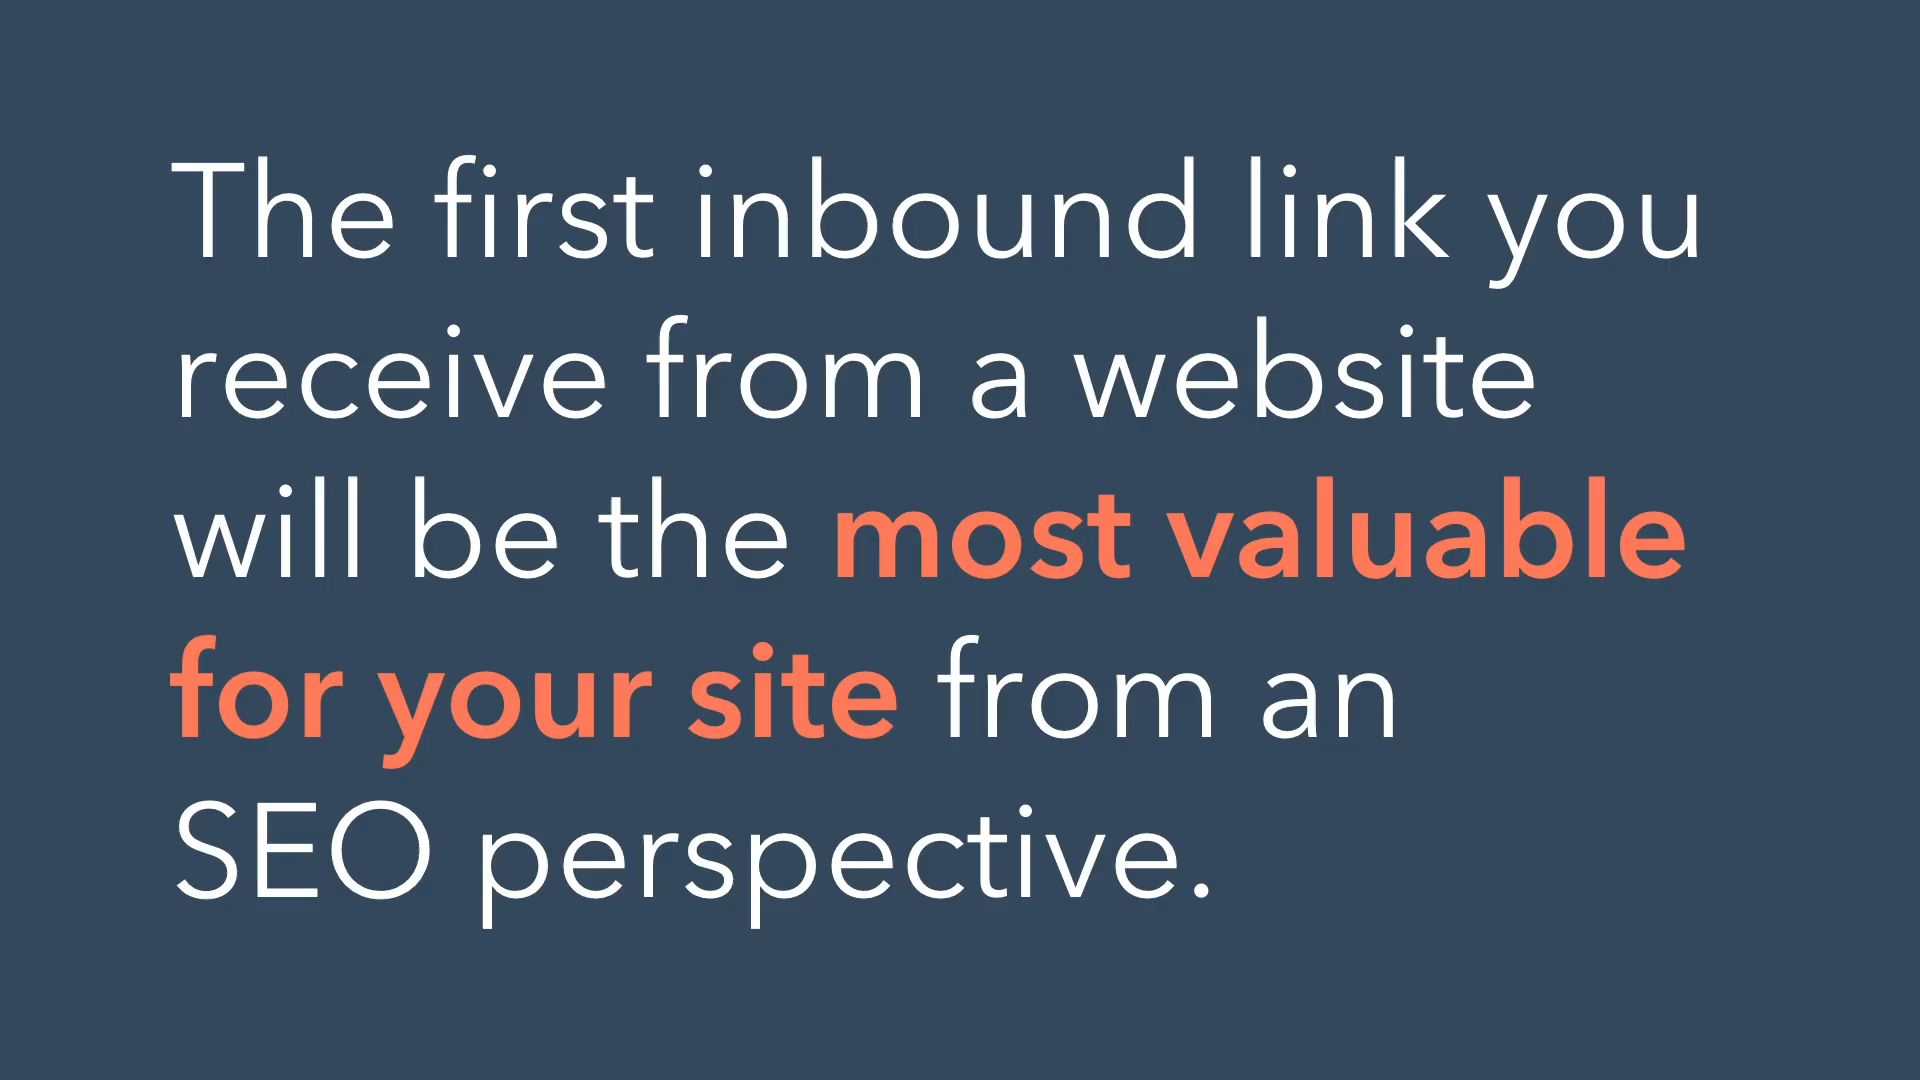 The first inbound link you
receive from a website
will be the most valuable
for your site from an
SEO perspective.